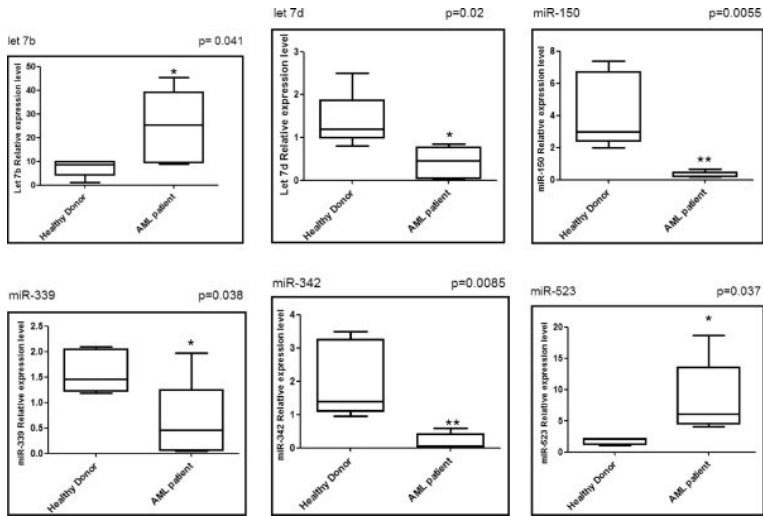 let 7b p= 0.041
Let 7b Relative expression level
50
40
30
20
10
0
*
Healthy Donor
AML patient
let 7d p=0.02
Let 7d Relative expression level
3
2
1
0
*
Healthy Donor
AML patient
miR-150 p=0.0055
miR-150 Relative expression level
8
6
4
2
0
**
Healthy Donor
AML patient
miR-339 p=0.038
miR-339 Relative expression level
2.5
2.0
1.5
1.0
0.5
0.0
*
Healthy Donor
AML patient
miR-342 p=0.0085
miR-342 Relative expression level
4
3
2
1
0
**
Healthy Donor
AML patient
miR-523 p=0.037
miR-523 Relative expression level
20
15
10
5
0
*
Healthy Donor
AML patient